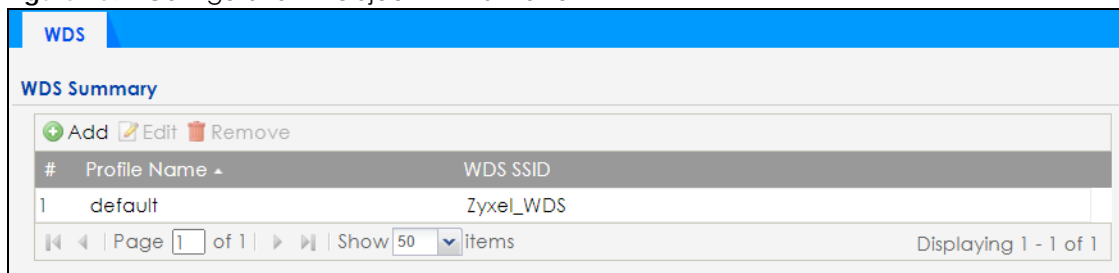 WDS
WDS Summary
Add Edit Remove
# Profile Name WDS SSID
1 default Zyxel_WDS
Page 1 of 1 Show 50 items Displaying 1 - 1 of 1